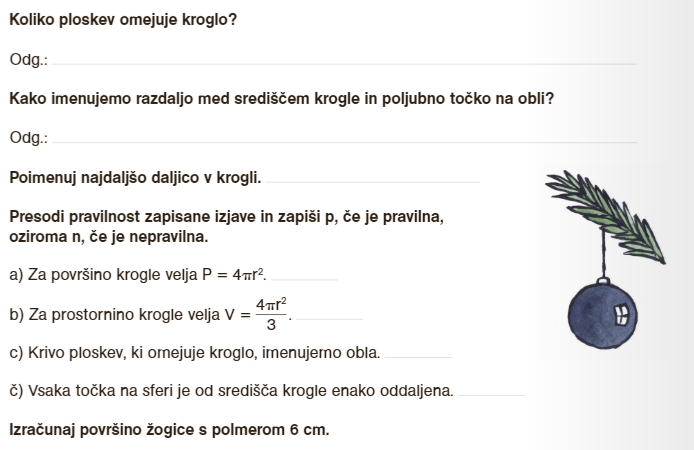 Koliko ploskev omejuje kroglo?
Odg.:
Kako imenujemo razdaljo med središčem krogle in poljubno točko na obli?
Odg.:
Poimenuj najdaljšo daljico v krogli.
Presodi pravilnost zapisane izjave in zapiši p, če je pravilna,
oziroma n, če je nepravilna.
a) Za površino krogle velja P = 4πr².
b) Za prostornino krogle velja V = 4πr²/3.
c) Krivo ploskev, ki omejuje kroglo, imenujemo obla.
č) Vsaka točka na sferi je od središča krogle enako oddaljena.
Izračunaj površino žogice s polmerom 6 cm.